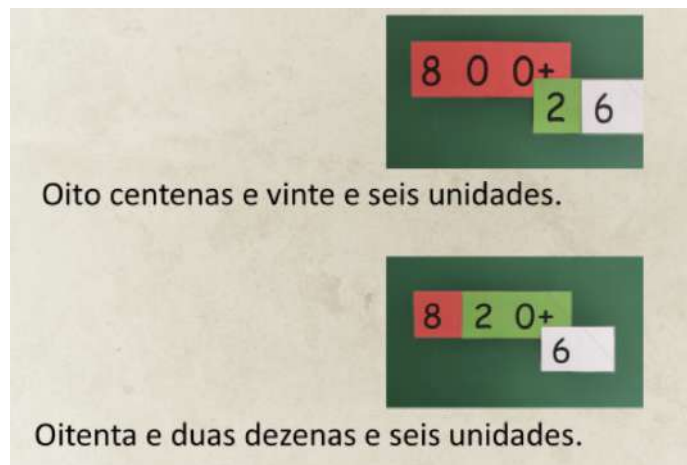 8 0 0+
2 6
Oito centenas e vinte e seis unidades.
8 2 0+
6
Oitenta e duas dezenas e seis unidades.